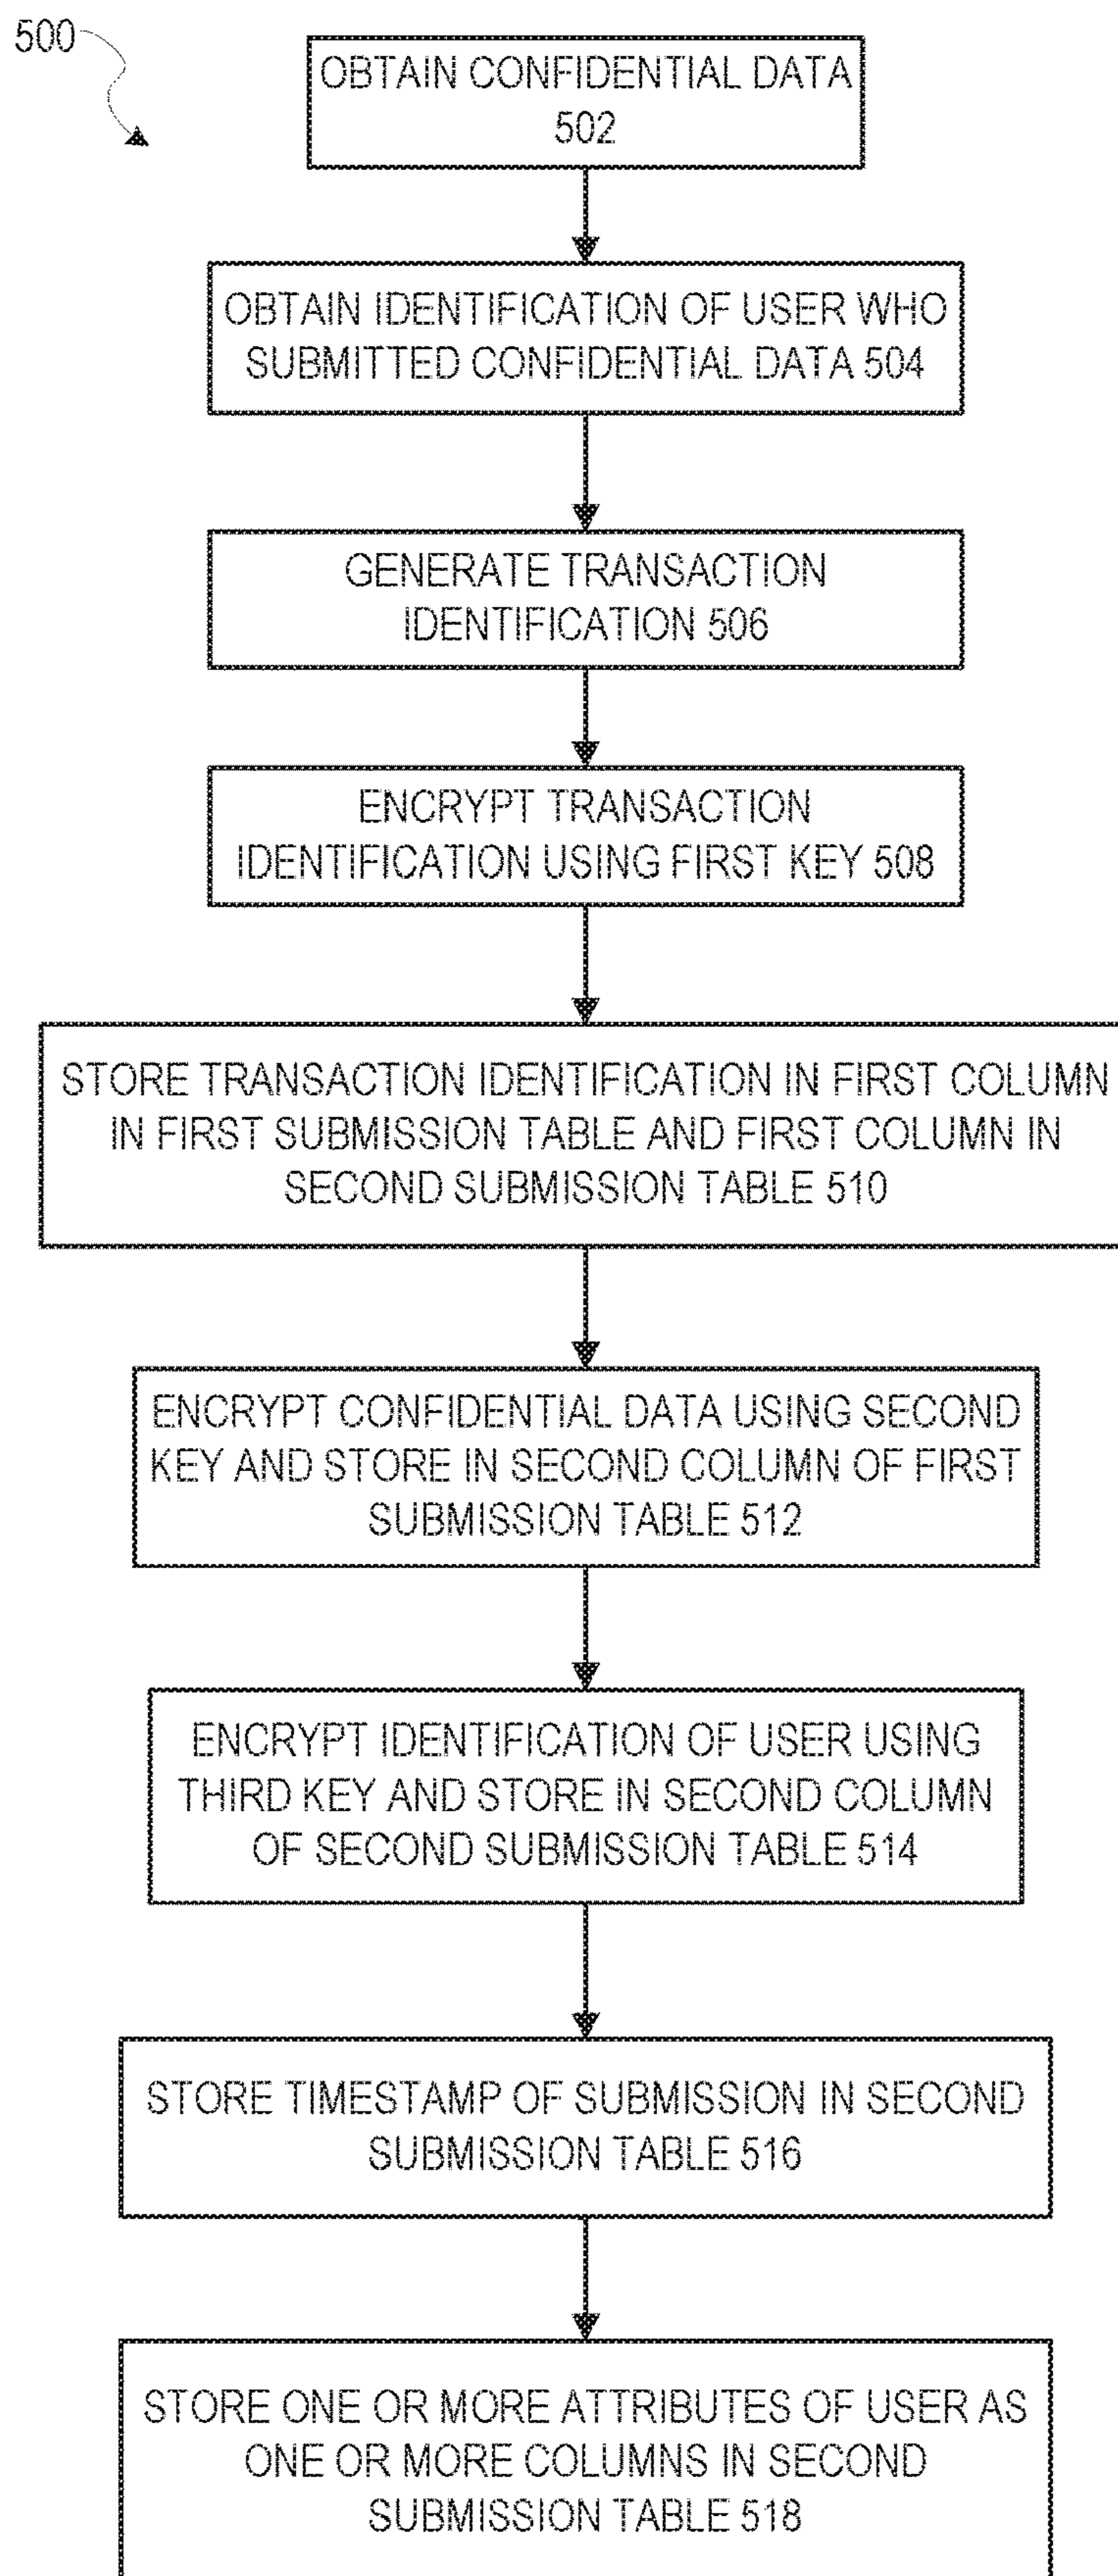 500
OBTAIN CONFIDENTIAL DATA
502
OBTAIN IDENTIFICATION OF USER WHO
SUBMITTED CONFIDENTIAL DATA 504
GENERATE TRANSACTION
IDENTIFICATION 506
ENCRYPT TRANSACTION
IDENTIFICATION USING FIRST KEY 508
STORE TRANSACTION IDENTIFICATION IN FIRST COLUMN
IN FIRST SUBMISSION TABLE AND FIRST COLUMN IN
SECOND SUBMISSION TABLE 510
ENCRYPT CONFIDENTIAL DATA USING SECOND
KEY AND STORE IN SECOND COLUMN OF FIRST
SUBMISSION TABLE 512
ENCRYPT IDENTIFICATION OF USER USING
THIRD KEY AND STORE IN SECOND COLUMN
OF SECOND SUBMISSION TABLE 514
STORE TIMESTAMP OF SUBMISSION IN SECOND
SUBMISSION TABLE 516
STORE ONE OR MORE ATTRIBUTES OF USER AS
ONE OR MORE COLUMNS IN SECOND
SUBMISSION TABLE 518